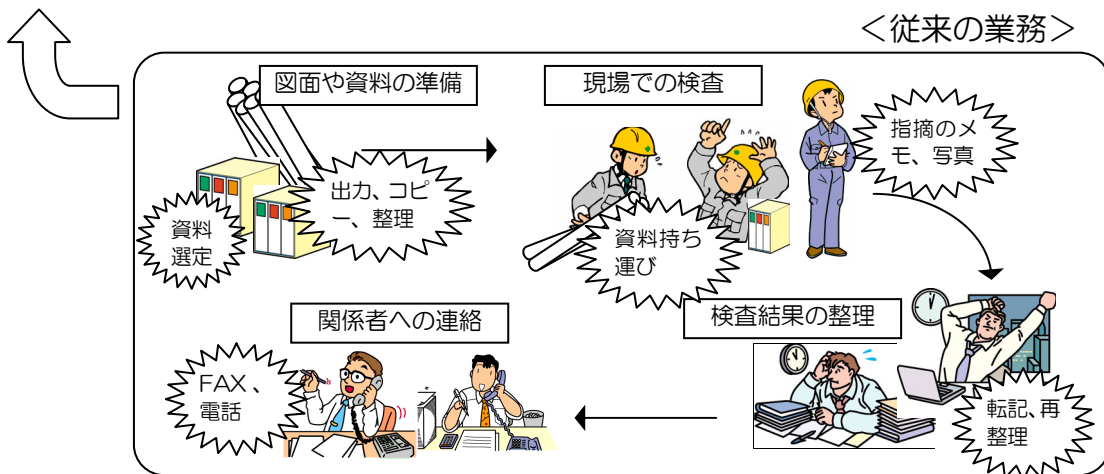 ＜従来の業務＞
図面や資料の準備
資料
選定
出力、コピ
ー、整理
現場での検査
資料持ち
運び
指摘のメ
モ、写真
検査結果の整理
転記、再
整理
関係者への連絡
FAX、
電話